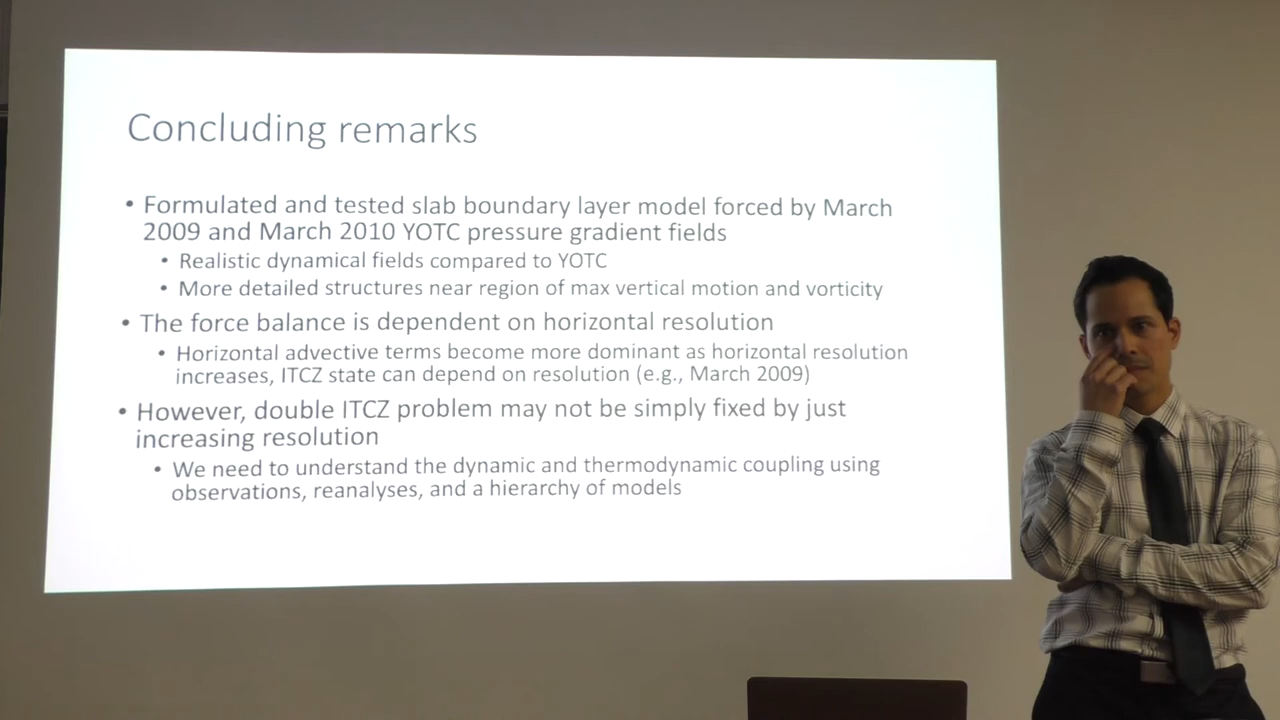 Concluding remarks
• Formulated and tested slab boundary layer model forced by March
2009 and March 2010 YOTC pressure gradient fields
• Realistic dynamical fields compared to YOTC
• More detailed structures near region of max vertical motion and vorticity
• The force balance is dependent on horizontal resolution
• Horizontal advective terms become more dominant as horizontal resolution
increases, ITCZ state can depend on resolution (e.g., March 2009)
• However, double ITCZ problem may not be simply fixed by just
increasing resolution
• We need to understand the dynamic and thermodynamic coupling using
observations, reanalyses, and a hierarchy of models